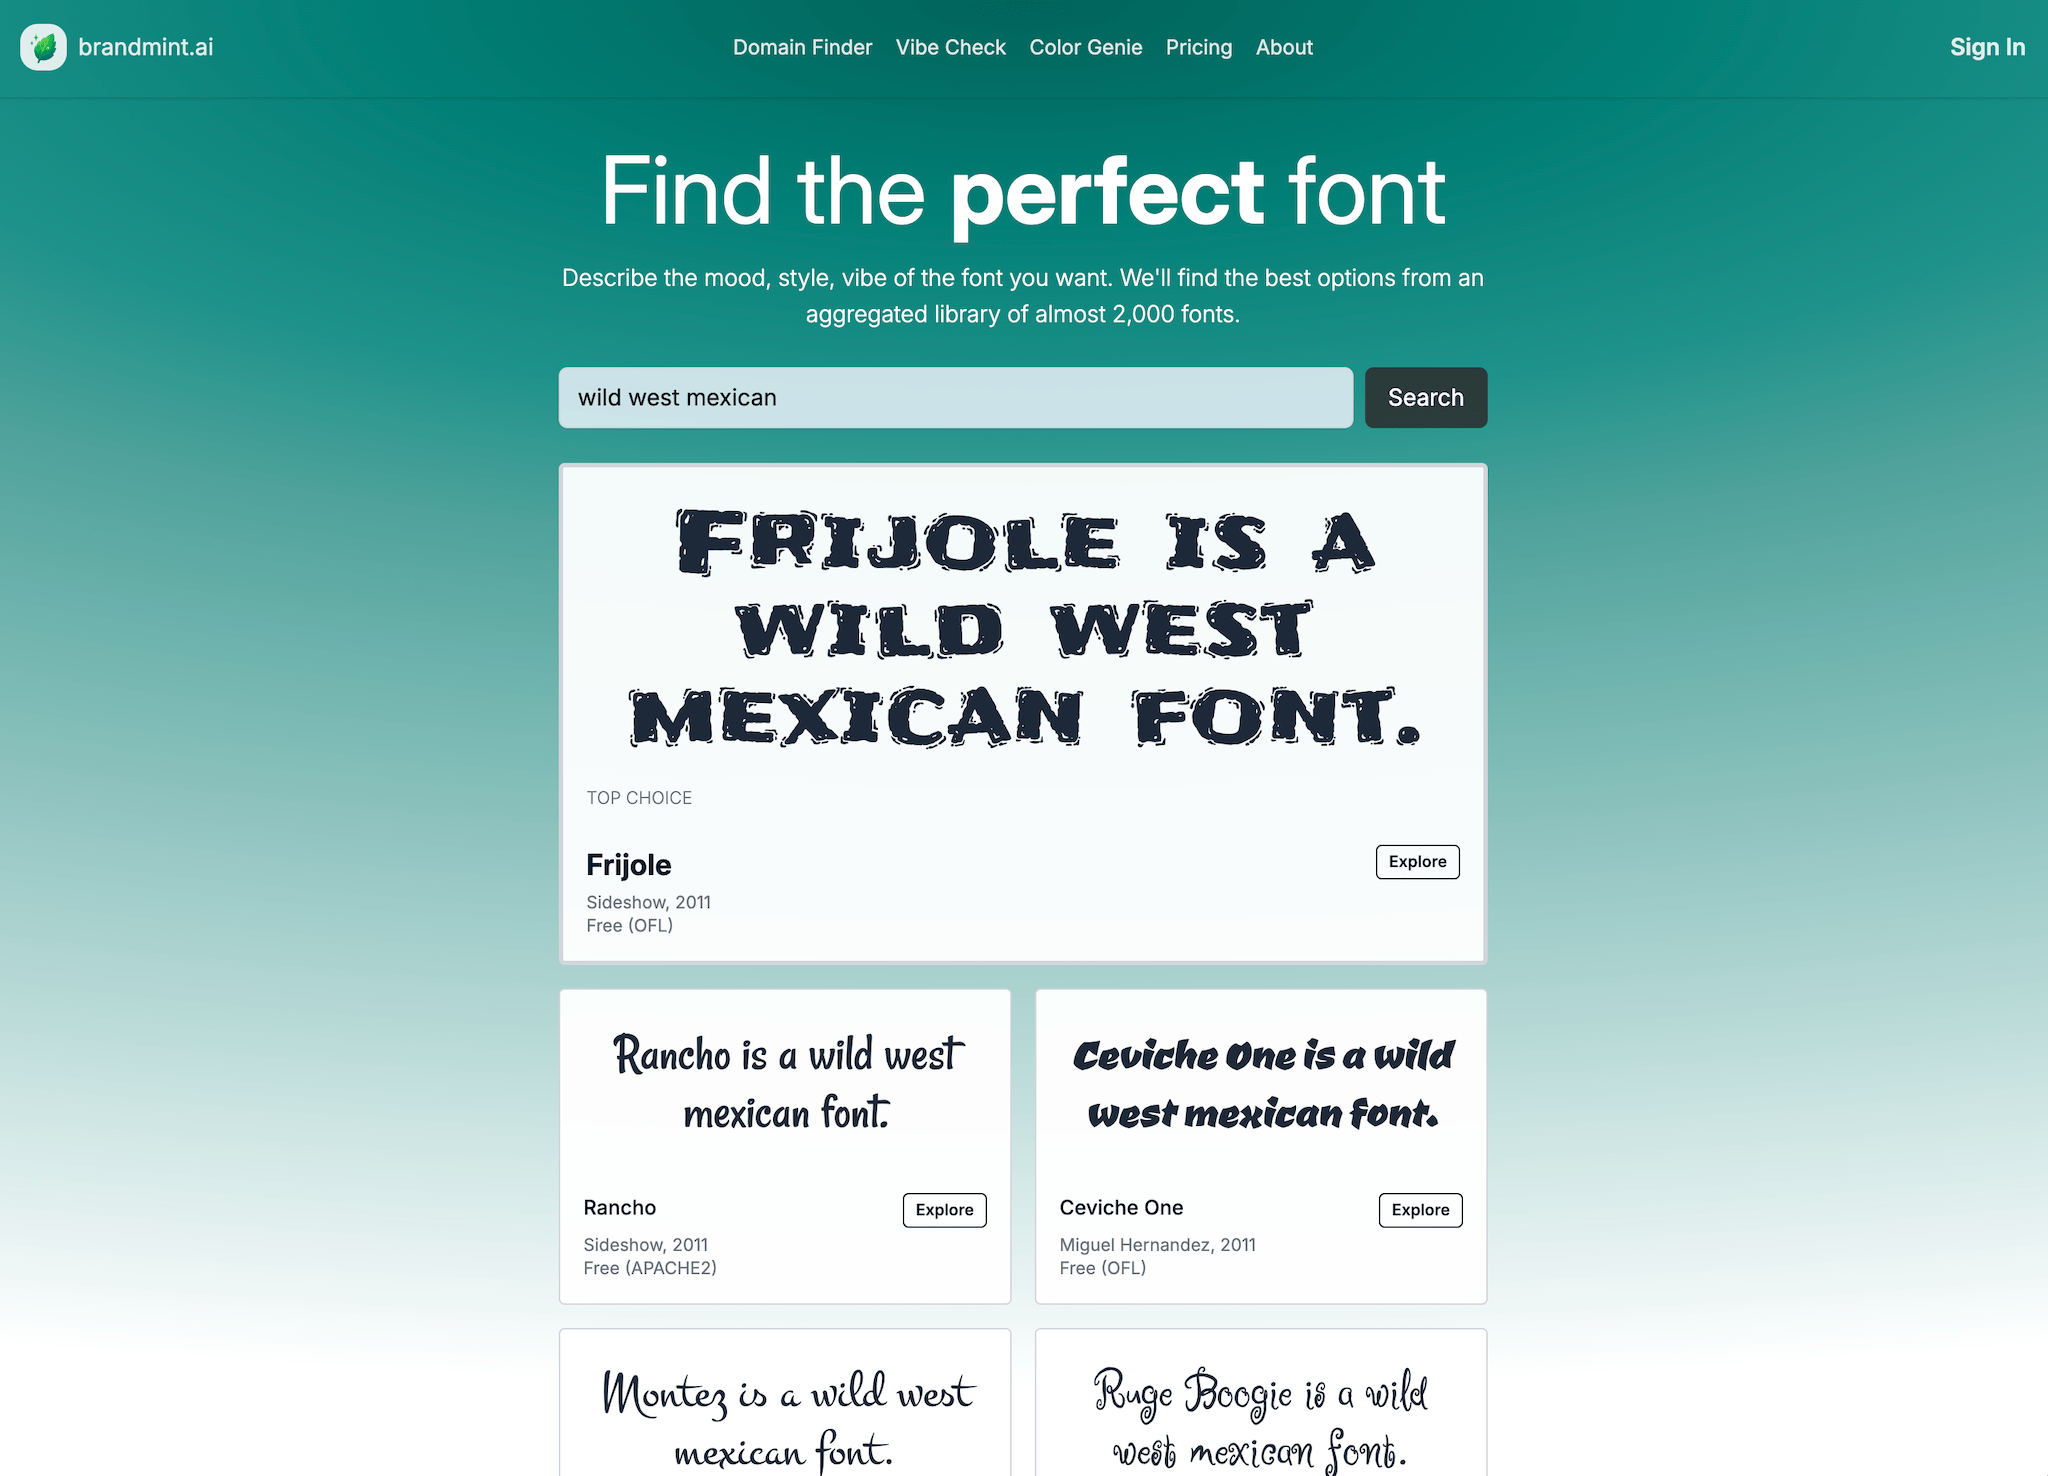 brandmint.ai
Domain Finder Vibe Check Color Genie Pricing About
Sign In
Find the perfect font
Describe the mood, style, vibe of the font you want. We'll find the best options from an
aggregated library of almost 2,000 fonts.
wild west mexican
Search
Frijole is a
wild west
mexican font.
TOP CHOICE
Frijole
Explore
Sideshow, 2011
Free (OFL)
Rancho is a wild west
mexican font.
Rancho
Explore
Sideshow, 2011
Free (APACHE2)
Ceviche One is a wild
west mexican font.
Ceviche One
Explore
Miguel Hernandez, 2011
Free (OFL)
Montez is a wild west
mexican font.
Ruge Boogie is a wild
west mexican font.